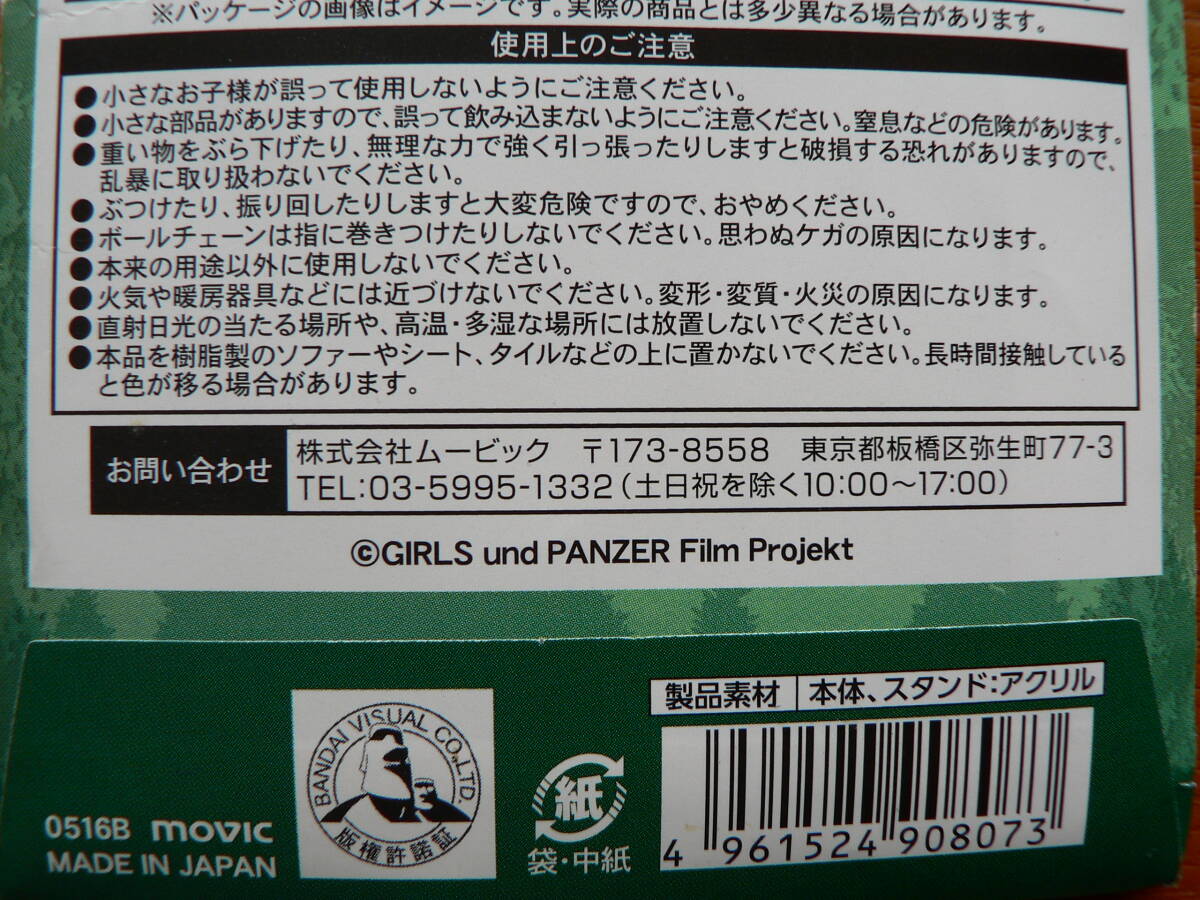 ※パッケージの画像はイメージです。実際の商品とは多少異なる場合があります。
使用上のご注意
●小さなお子様が誤って使用しないようにご注意ください。
●小さな部品がありますので、誤って飲み込まないようにご注意ください。窒息などの危険があります。
●重い物をぶら下げたり、無理な力で強く引っ張ったりしますと破損する恐れがありますので、
乱暴に取り扱わないでください。
●ぶつけたり、振り回したりしますと大変危険ですので、おやめください。
●ボールチェーンは指に巻きつけたりしないでください。思わぬケガの原因になります。
●本来の用途以外に使用しないでください。
●火気や暖房器具などには近づけないでください。変形・変質・火災の原因になります。
●直射日光の当たる場所や、高温・多湿な場所には放置しないでください。
●本品を樹脂製のソファーやシート、タイルなどの上に置かないでください。長時間接触している
と色が移る場合があります。
お問い合わせ
株式会社ムービック 〒173-8558 東京都板橋区弥生町77-3
TEL:03-5995-1332(土日祝を除く10:00〜17:00)
©GIRLS und PANZER Film Projekt
製品素材 本体、スタンド:アクリル
BANDAI VISUAL CO.,LTD.
版権許諾証
紙
袋・中紙
0516B movic
MADE IN JAPAN
4 961524 908073